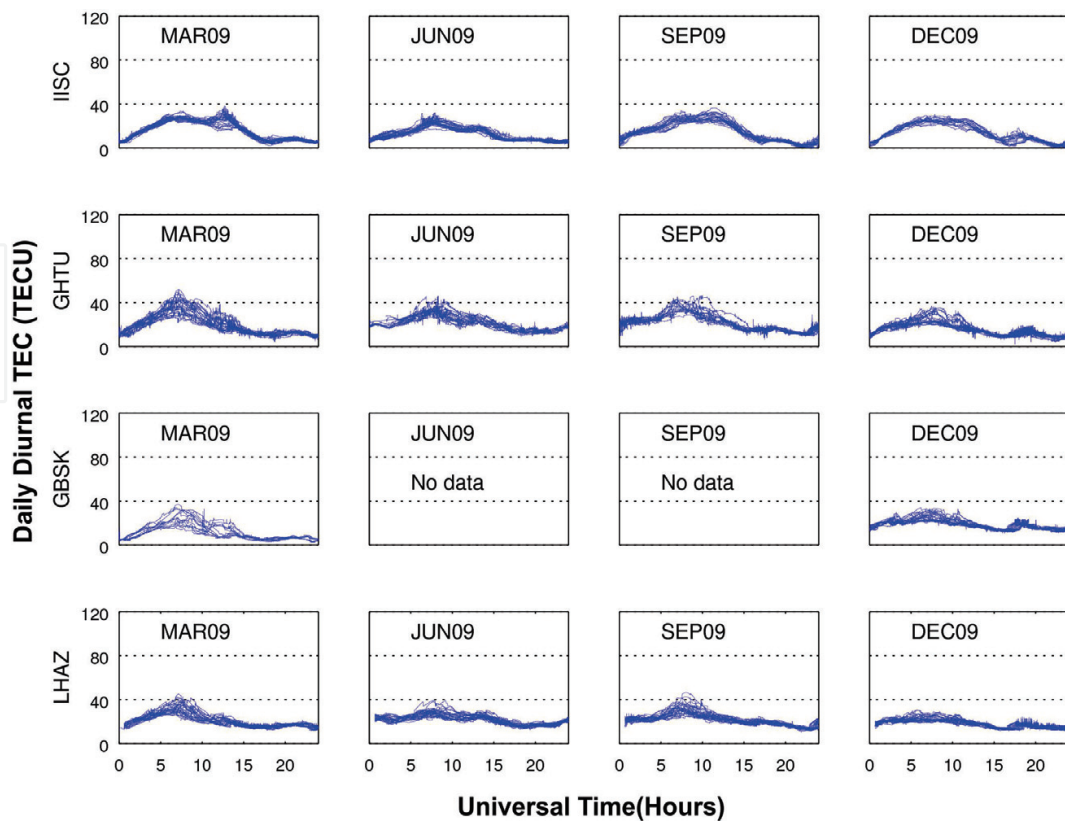 Daily Diurnal TEC (TECU)
IISC
120
80
40
0
MAR09
JUN09
SEP09
DEC09
GHTU
120
80
40
0
MAR09
JUN09
SEP09
DEC09
GBSK
120
80
40
0
MAR09
JUN09
No data
SEP09
No data
DEC09
LHAZ
120
80
40
0
MAR09
JUN09
SEP09
DEC09
0 5 10 15 20
0 5 10 15 20
0 5 10 15 20
0 5 10 15 20
Universal Time(Hours)